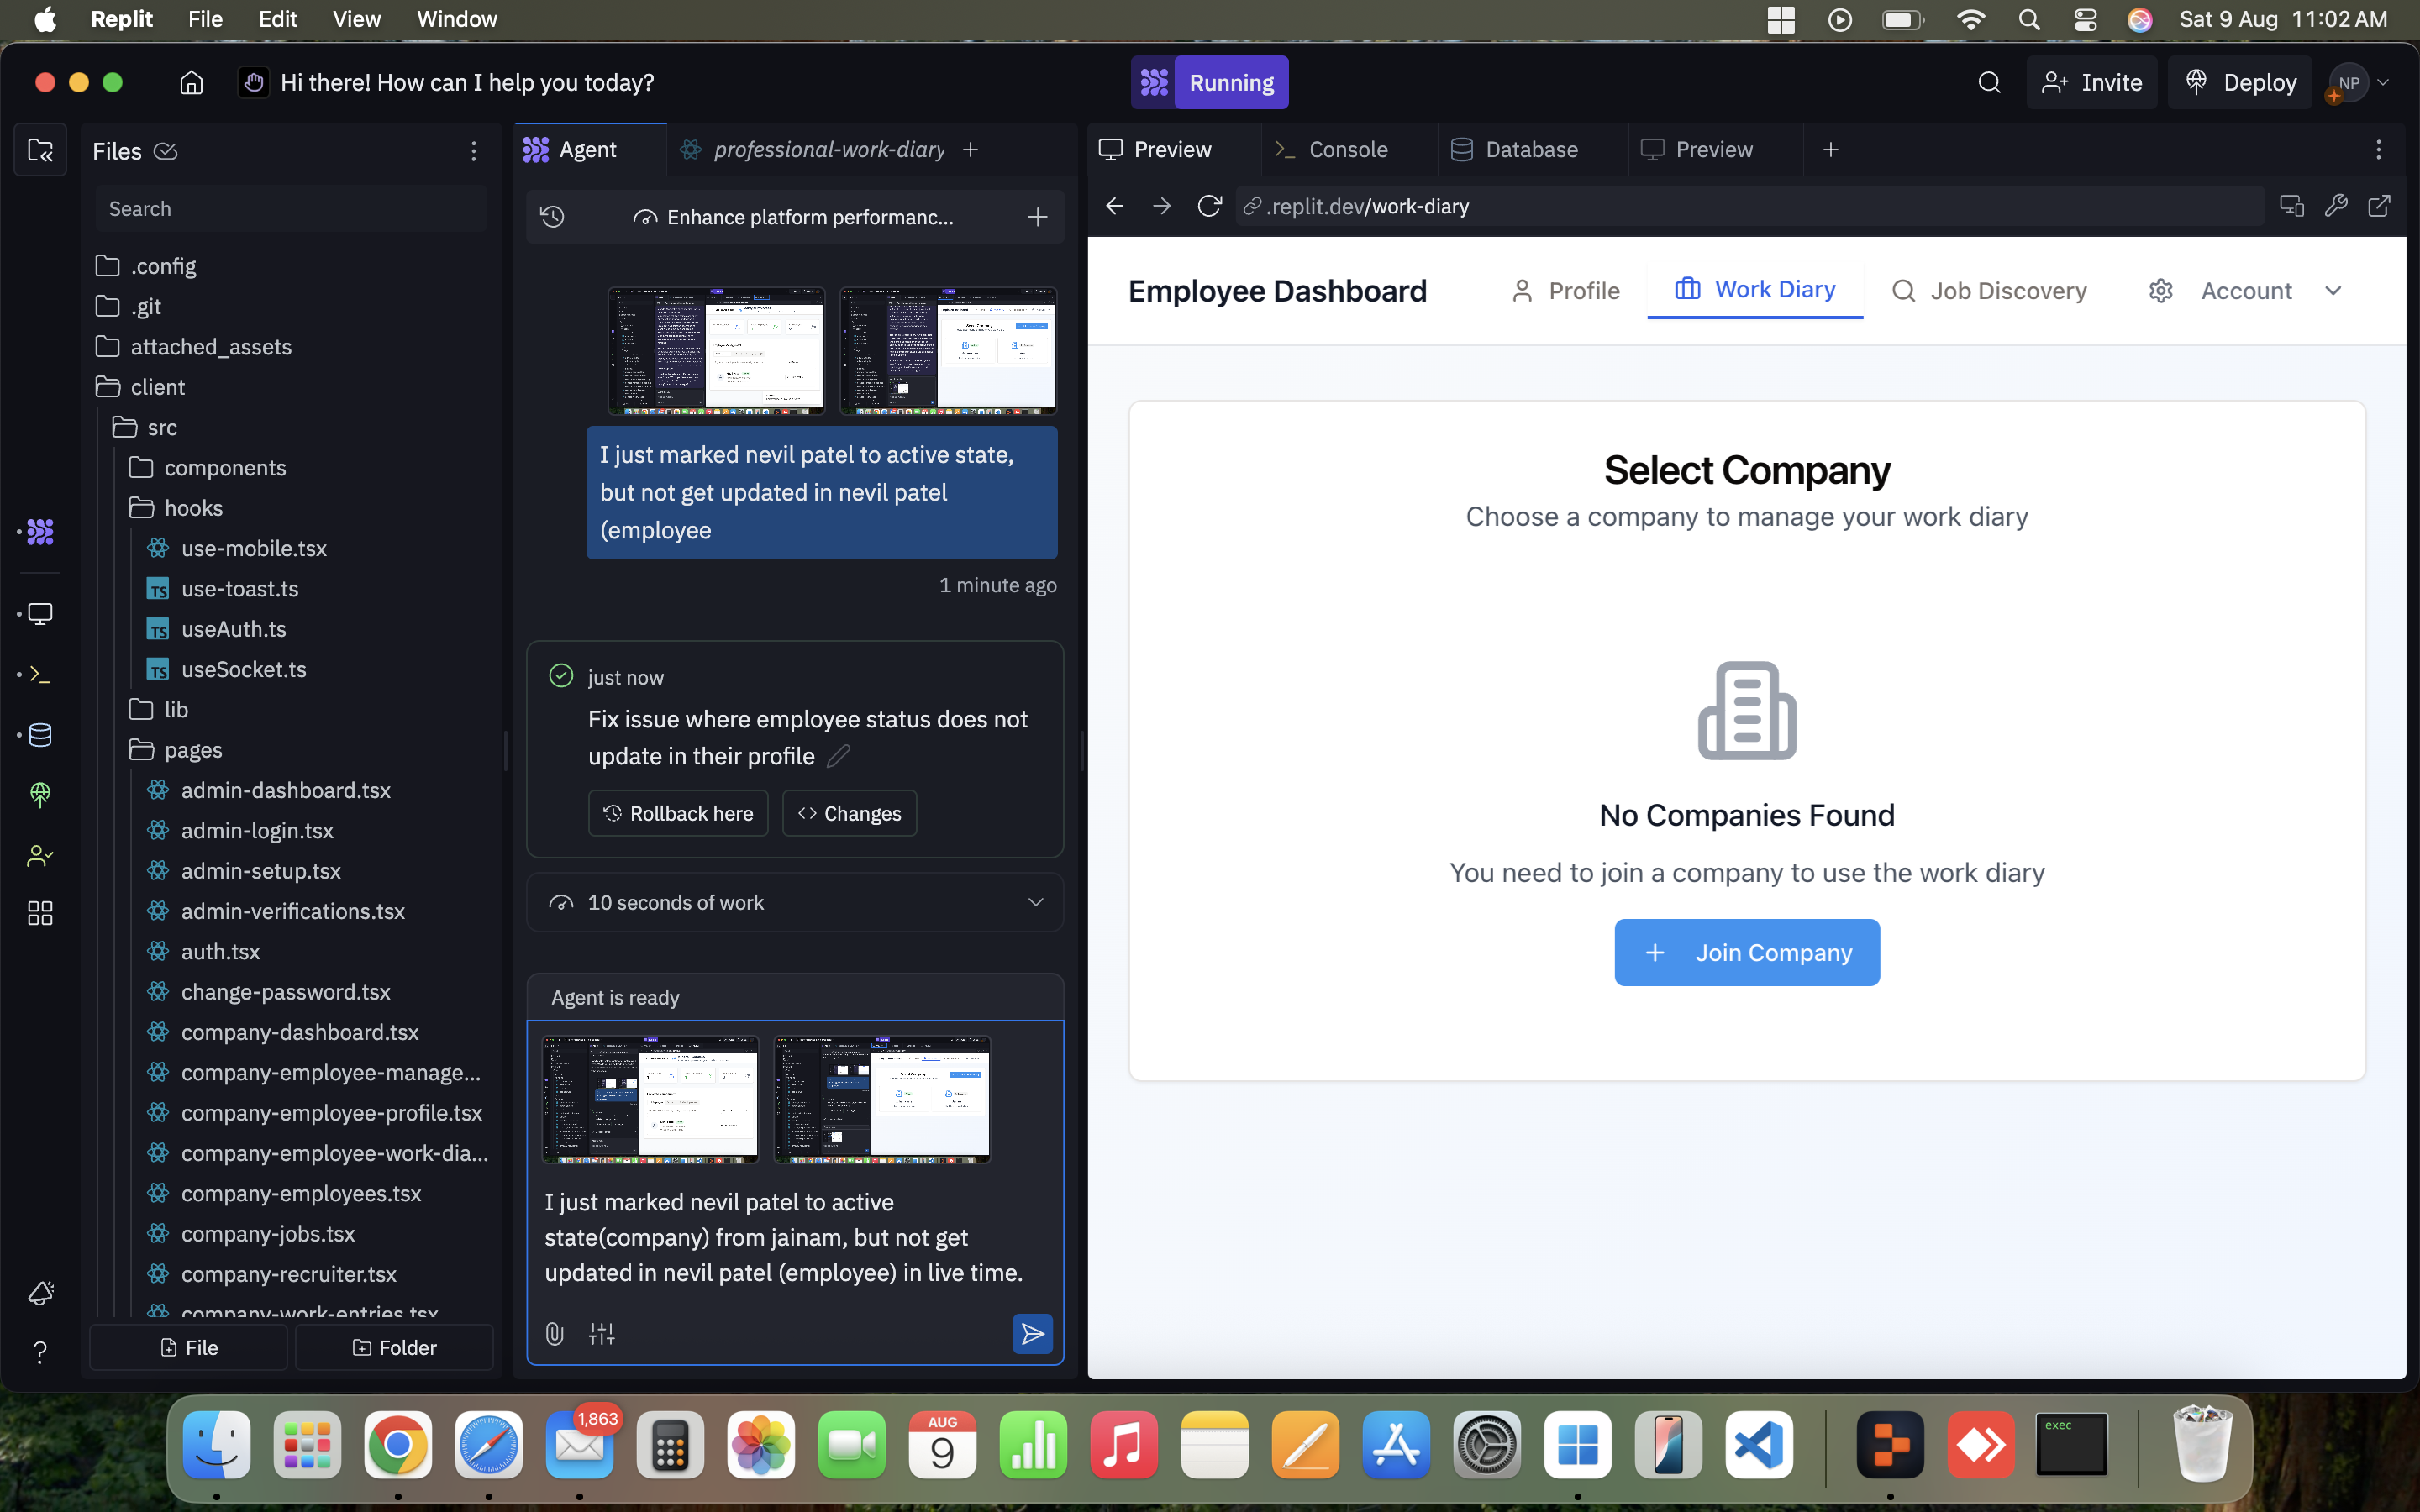 Replit File Edit View Window Sat 9 Aug 11:02 AM
Hi there! How can I help you today?
Running
Invite
Deploy
NP
Files
Search
.config
.git
attached_assets
client
src
components
hooks
use-mobile.tsx
use-toast.ts
useAuth.ts
useSocket.ts
lib
pages
admin-dashboard.tsx
admin-login.tsx
admin-setup.tsx
admin-verifications.tsx
auth.tsx
change-password.tsx
company-dashboard.tsx
company-employee-manage...
company-employee-profile.tsx
company-employee-work-dia...
company-employees.tsx
company-jobs.tsx
company-recruiter.tsx
company-work-entries.tsx
File
Folder
Agent
professional-work-diary
Enhance platform performanc...
I just marked nevil patel to active state,
but not get updated in nevil patel
(employee
1 minute ago
just now
Fix issue where employee status does not
update in their profile
Rollback here
Changes
10 seconds of work
Agent is ready
I just marked nevil patel to active
state(company) from jainam, but not get
updated in nevil patel (employee) in live time.
Preview
Console
Database
Preview
.replit.dev/work-diary
Employee Dashboard
Profile
Work Diary
Job Discovery
Account
Select Company
Choose a company to manage your work diary
No Companies Found
You need to join a company to use the work diary
Join Company
1,863
AUG
9
exec